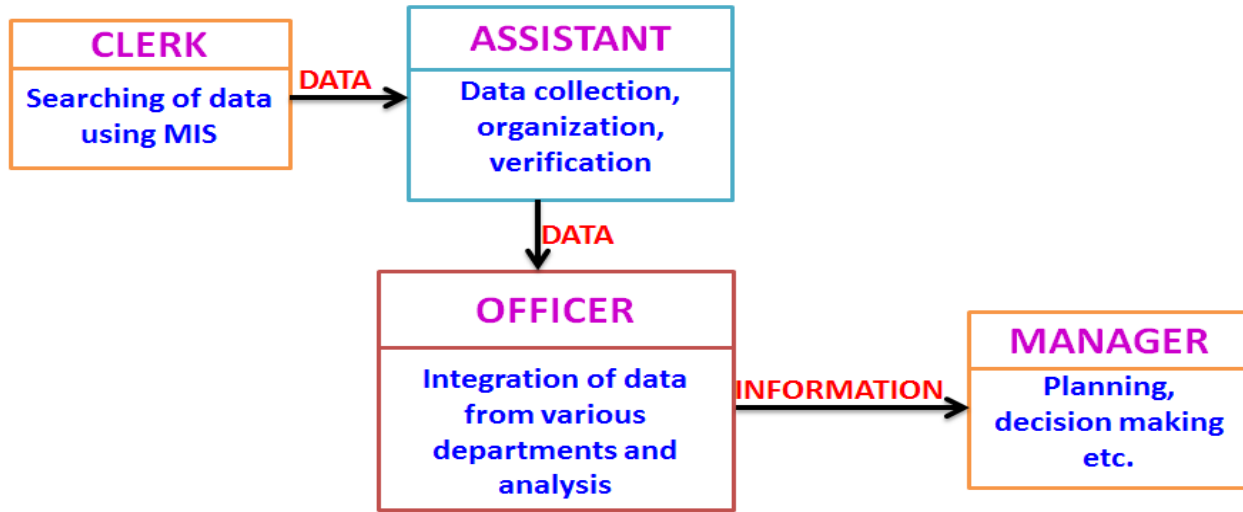 CLERK
Searching of data
using MIS
DATA
ASSISTANT
Data collection,
organization,
verification
DATA
OFFICER
Integration of data
from various
departments and
analysis
INFORMATION
MANAGER
Planning,
decision making
etc.